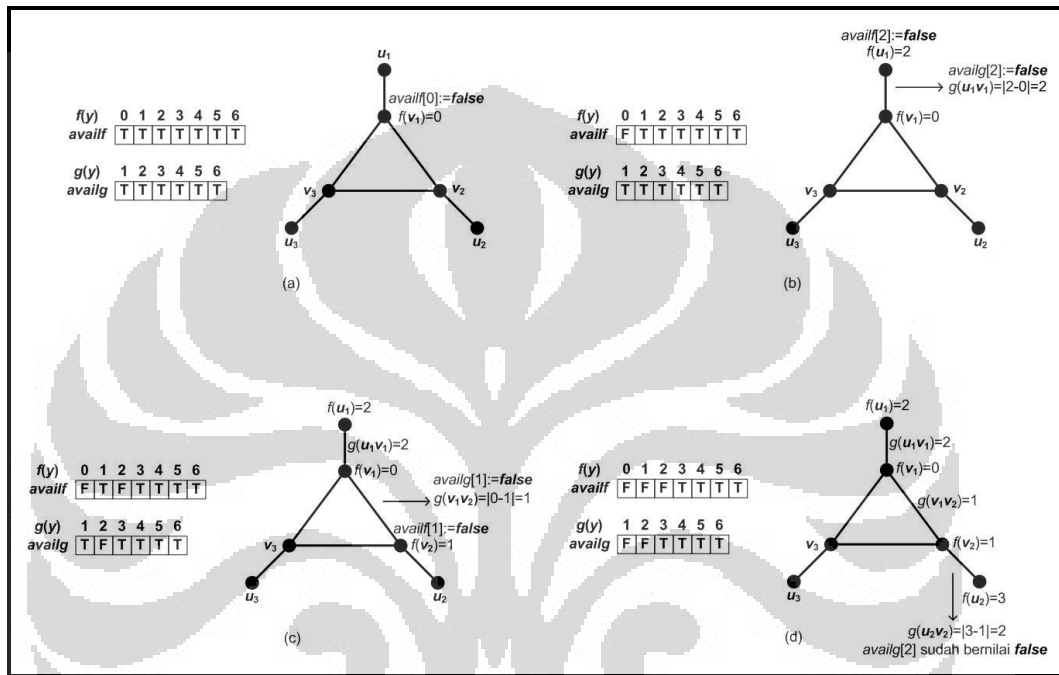 u1
availf[0]:=false
f(v1)=0
f(y) 0 1 2 3 4 5 6
availf T T T T T T T
g(y) 1 2 3 4 5 6
availg T T T T T T
v3
v2
u3
u2
(a)
availf[2]:=false
f(u1)=2
availg[2]:=false
g(u1v1)=|2-0|=2
f(v1)=0
f(y) 0 1 2 3 4 5 6
availf F T T T T T T
g(y) 1 2 3 4 5 6
availg T T T T T T
v3
v2
u3
u2
(b)
f(u1)=2
g(u1v1)=2
f(v1)=0
f(y) 0 1 2 3 4 5 6
availf F T F T T T T
availg[1]:=false
g(v1v2)=|0-1|=1
g(y) 1 2 3 4 5 6
availg T F T T T T
availf[1]:=false
v3
f(v2)=1
u3
u2
(c)
f(u1)=2
g(u1v1)=2
f(v1)=0
f(y) 0 1 2 3 4 5 6
availf F F F T T T T
g(v1v2)=1
g(y) 1 2 3 4 5 6
availg F F T T T T
v3
f(v2)=1
u3
f(u2)=3
(d)
g(u2v2)=|3-1|=2
availg[2] sudah bernilai false